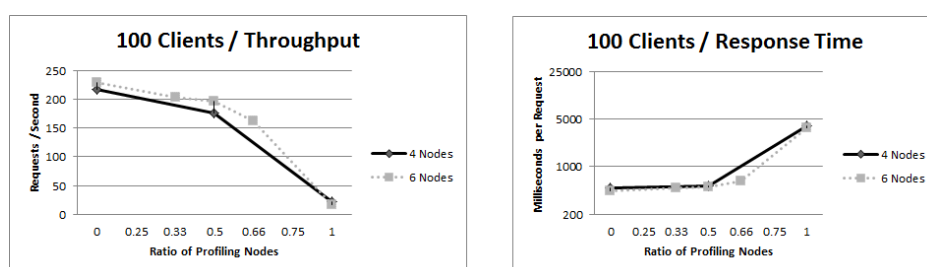 100 Clients / Throughput
Requests / Second
250
200
150
100
50
0
0 0.25 0.33 0.5 0.66 0.75 1
Ratio of Profiling Nodes
4 Nodes
6 Nodes
100 Clients / Response Time
Milliseconds per Request
25000
5000
1000
200
0 0.25 0.33 0.5 0.66 0.75 1
Ratio of Profiling Nodes
4 Nodes
6 Nodes